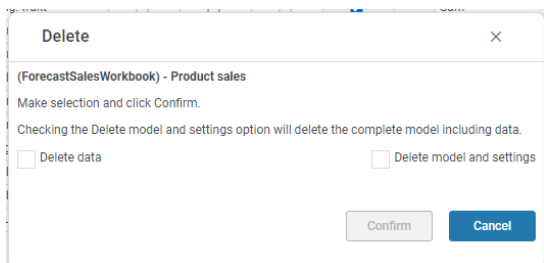 Delete
(ForecastSalesWorkbook) - Product sales
Make selection and click Confirm.
Checking the Delete model and settings option will delete the complete model including data.
Delete data
Delete model and settings
Confirm
Cancel